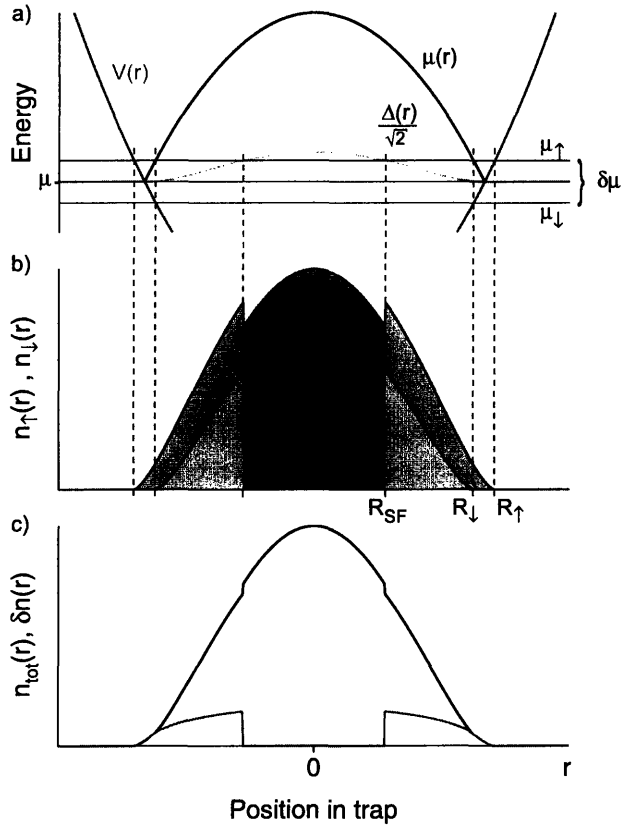 a)
Energy
V(r)
μ(r)
Δ(r)
√2
μ
μ↑
μ↓
δμ
b)
n↑(r) , n↓(r)
R_SF R↓ R↑
c)
n_tot(r), δn(r)
0 r
Position in trap